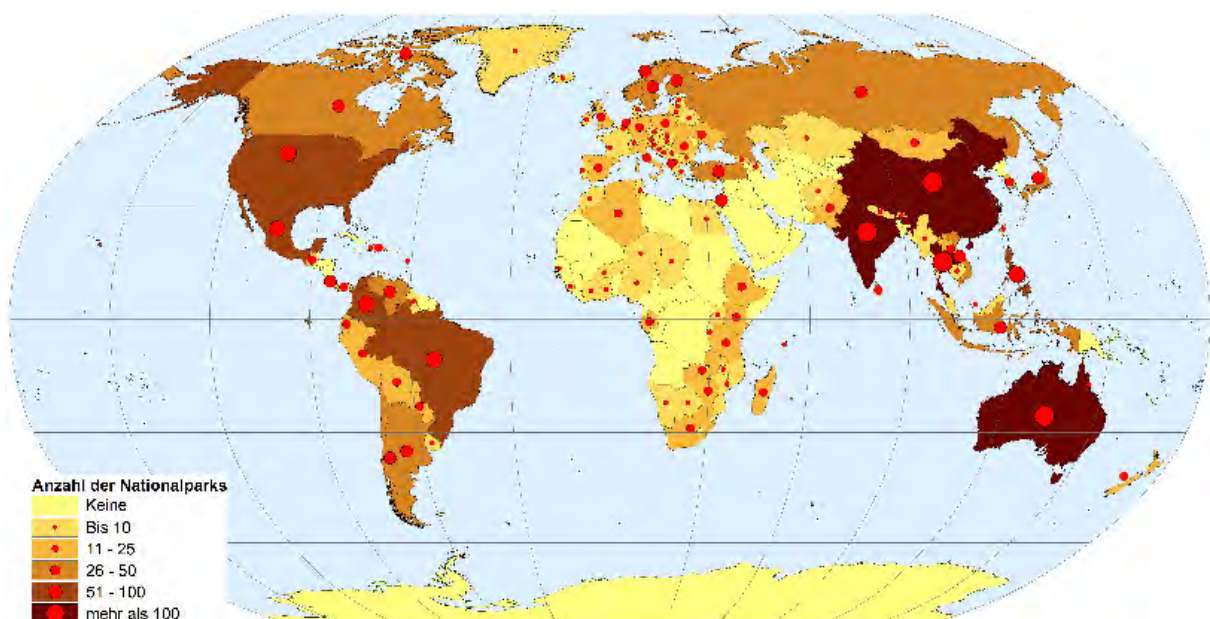 Anzahl der Nationalparks
Keine
Bis 10
11 - 25
26 - 50
51 - 100
mehr als 100